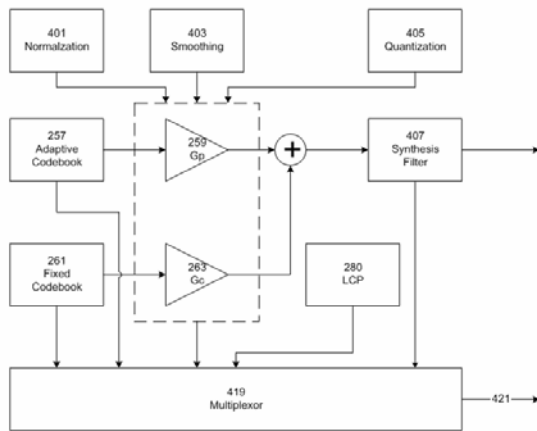 401
Normalzation
403
Smoothing
405
Quantization
257
Adaptive
Codebook
259
Gp
+
407
Synthesis
Filter
261
Fixed
Codebook
263
Gc
280
LCP
419
Multiplexor
421